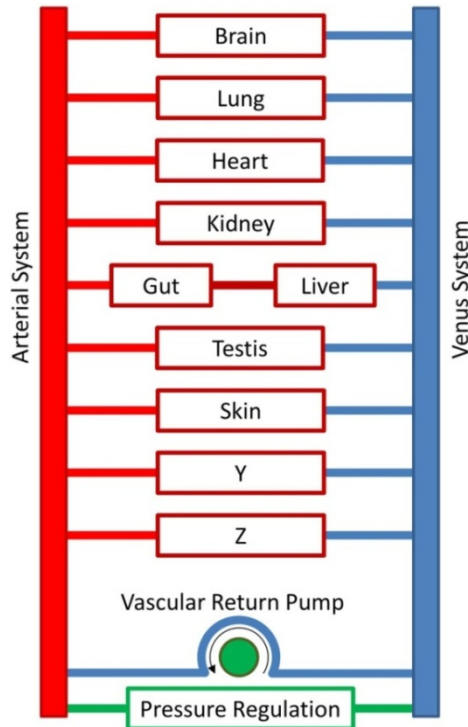 Brain
Lung
Heart
Kidney
Gut
Liver
Testis
Skin
Y
Z
Vascular Return Pump
Pressure Regulation
Arterial System
Venus System